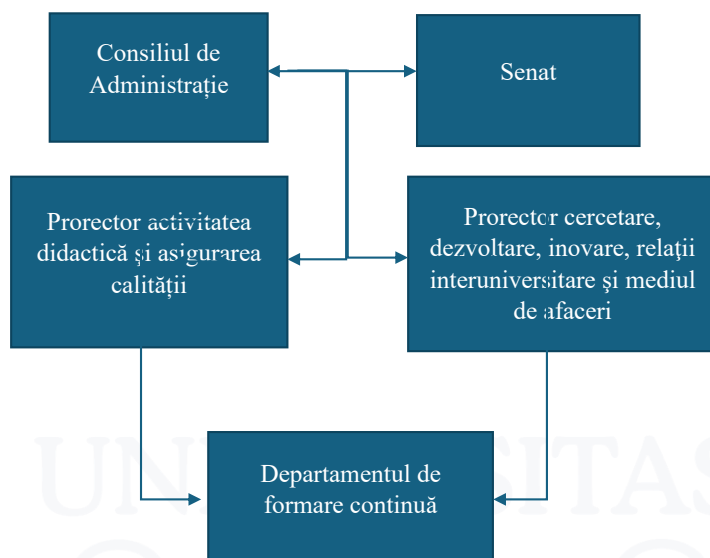 Consiliul de
Administrație
Senat
Prorector activitatea
didactică și asigurarea
calității
Prorector cercetare,
dezvoltare, inovare, relaţii
interuniversitare şi mediul
de afaceri
Departamentul de
formare continuă